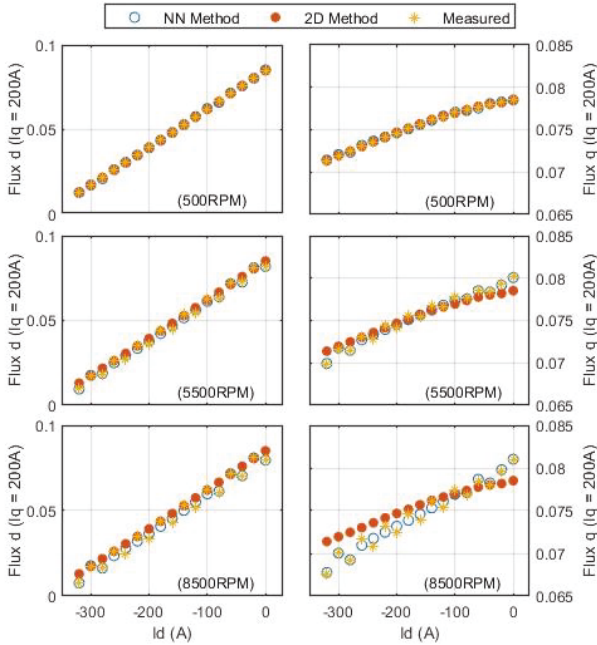 NN Method 2D Method Measured
0.1
0.05
0
Flux d (Iq = 200A)
(500RPM)
0.085
0.08
0.075
0.07
0.065
Flux q (Iq = 200A)
(500RPM)
0.1
0.05
0
Flux d (Iq = 200A)
(5500RPM)
0.085
0.08
0.075
0.07
0.065
Flux q (Iq = 200A)
(5500RPM)
0.1
0.05
0
Flux d (Iq = 200A)
(8500RPM)
-300 -200 -100 0
Id (A)
0.085
0.08
0.075
0.07
0.065
Flux q (Iq = 200A)
(8500RPM)
-300 -200 -100 0
Id (A)